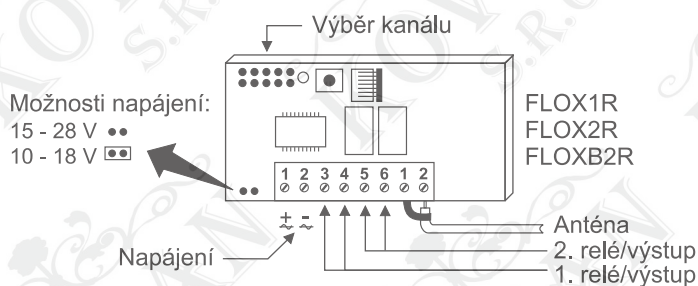 Výběr kanálu
Možnosti napájení:
15 - 28 V
10 - 18 V
FLOX1R
FLOX2R
FLOXB2R
1 2 3 4 5 6 1 2
+ -
Napájení
Anténa
2. relé/výstup
1. relé/výstup